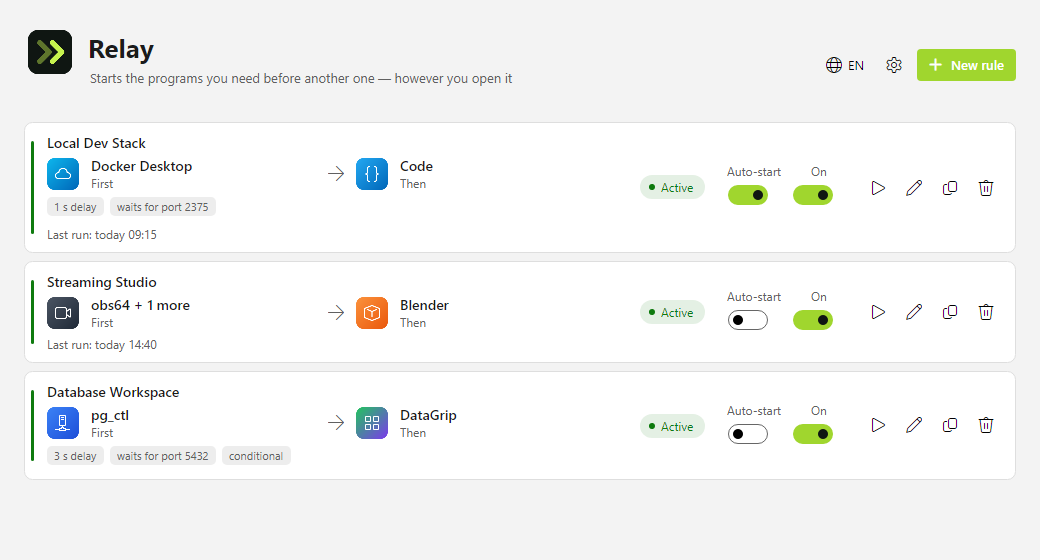 Relay
Starts the programs you need before another one — however you open it
EN
New rule
Local Dev Stack
Docker Desktop
First
Code
Then
1 s delay
waits for port 2375
Last run: today 09:15
Active
Auto-start
On
Streaming Studio
obs64 + 1 more
First
Blender
Then
Last run: today 14:40
Active
Auto-start
On
Database Workspace
pg_ctl
First
DataGrip
Then
3 s delay
waits for port 5432
conditional
Active
Auto-start
On